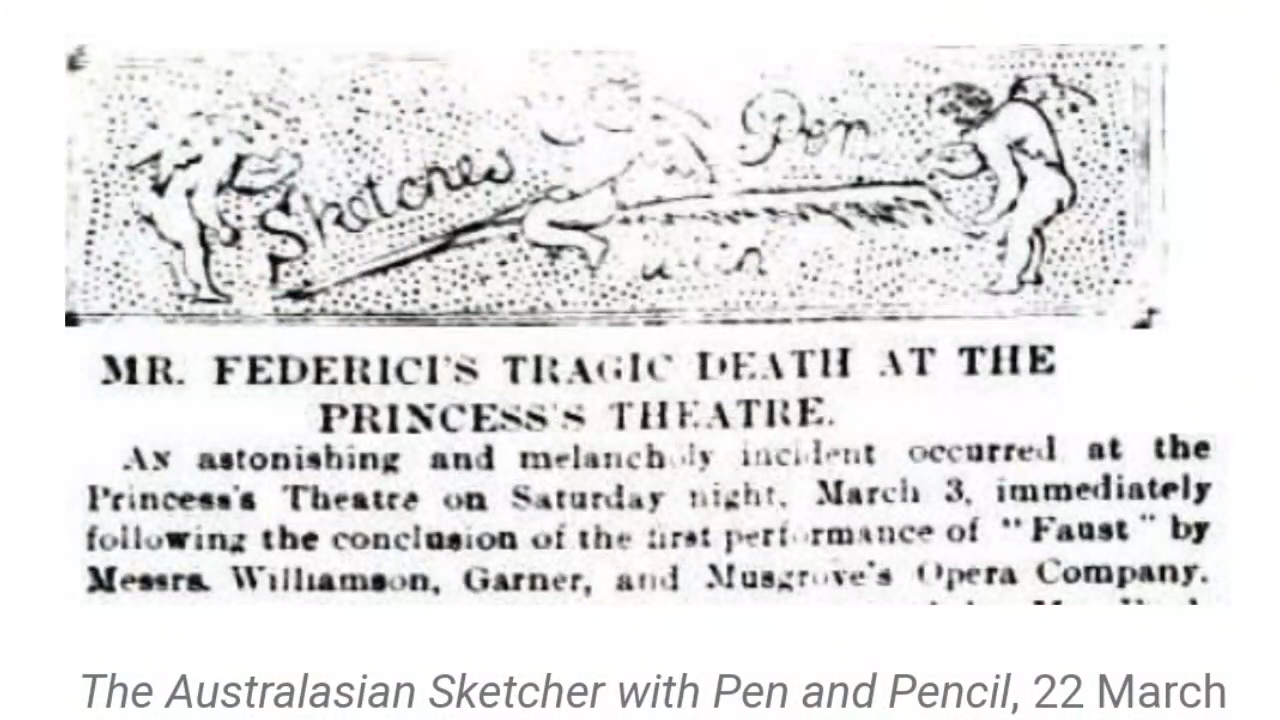 Sketches
Pen
with
MR. FEDERICI'S TRAGIC DEATH AT THE
PRINCESS'S THEATRE.
AN astonishing and melancholy incident occurred at the
Princess's Theatre on Saturday night, March 3, immediately
following the conclusion of the first performance of "Faust" by
Messrs. Williamson, Garner, and Musgrove's Opera Company.
The Australasian Sketcher with Pen and Pencil, 22 March